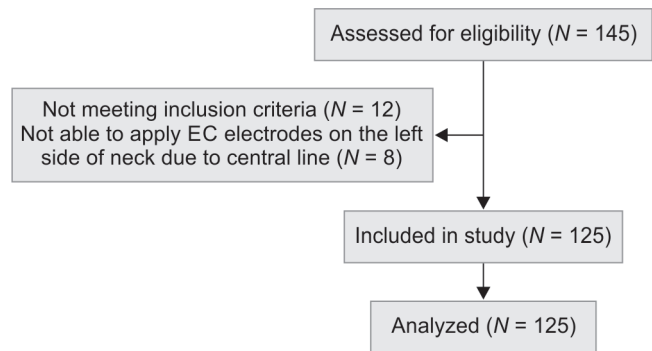 Assessed for eligibility (N = 145)
Not meeting inclusion criteria (N = 12)
Not able to apply EC electrodes on the left
side of neck due to central line (N = 8)
Included in study (N = 125)
Analyzed (N = 125)